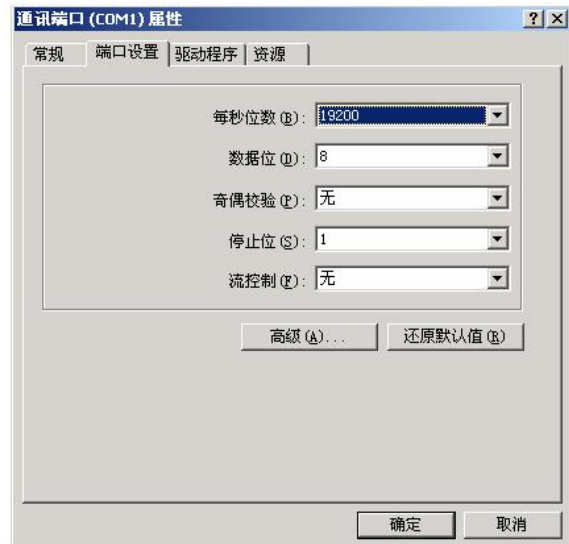 通讯端口 (COM1) 属性
常规 端口设置 驱动程序 资源
每秒位数(B): 19200
数据位(D): 8
奇偶校验(P): 无
停止位(S): 1
流控制(F): 无
高级(A)... 还原默认值(R)
确定 取消